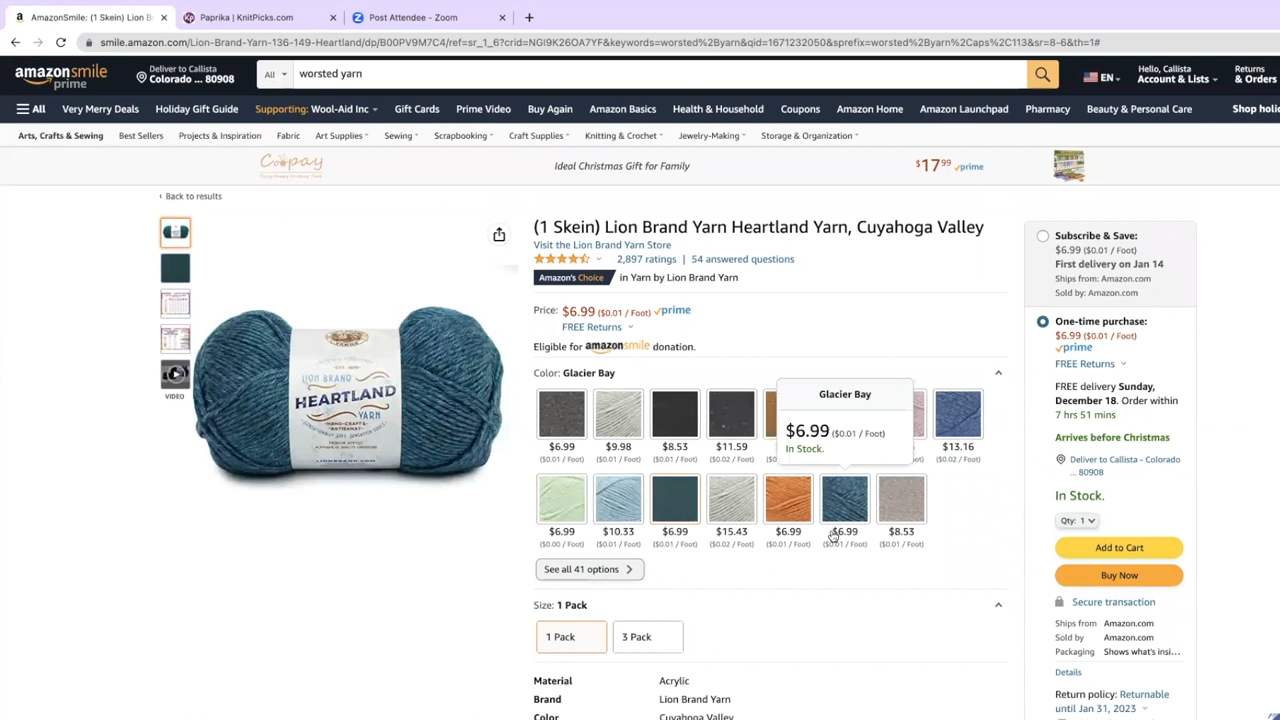 AmazonSmile: (1 Skein) Lion B
Paprika | KnitPicks.com
Post Attendee - Zoom
smile.amazon.com/Lion-Brand-Yarn-136-149-Heartland/dp/B00PV9M7C4/ref=sr_1_6?crid=NGI9K26OA7YF&keywords=worsted%2Byarn&qid=1671232050&sprefix=worsted%2Byarn%2Caps%2C113&sr=8-6&th=1#
amazonsmile
prime
Deliver to Callista
Colorado ... 80908
All
worsted yarn
EN
Hello, Callista
Account & Lists
Returns
& Orders
All
Very Merry Deals
Holiday Gift Guide
Supporting: Wool-Aid Inc
Gift Cards
Prime Video
Buy Again
Amazon Basics
Health & Household
Coupons
Amazon Home
Amazon Launchpad
Pharmacy
Beauty & Personal Care
Shop holi
Arts, Crafts & Sewing
Best Sellers
Projects & Inspiration
Fabric
Art Supplies
Sewing
Scrapbooking
Craft Supplies
Knitting & Crochet
Jewelry-Making
Storage & Organization
Coopay
Ideal Christmas Gift for Family
$17 99 prime
‹ Back to results
VIDEO
LION BRAND
HEARTLAND
YARN
(1 Skein) Lion Brand Yarn Heartland Yarn, Cuyahoga Valley
Visit the Lion Brand Yarn Store
2,897 ratings | 54 answered questions
Amazon's Choice in Yarn by Lion Brand Yarn
Price: $6.99 ($0.01 / Foot) prime
FREE Returns
Eligible for amazonsmile donation.
Color: Glacier Bay
Glacier Bay
$6.99 ($0.01 / Foot)
In Stock.
$6.99 $9.98 $8.53 $11.59 $13.16
($0.01 / Foot) ($0.01 / Foot) ($0.01 / Foot) ($0.02 / Foot) ($0.02 / Foot)
$6.99 $10.33 $6.99 $15.43 $6.99 $6.99 $8.53
($0.00 / Foot) ($0.01 / Foot) ($0.01 / Foot) ($0.02 / Foot) ($0.01 / Foot) ($0.01 / Foot) ($0.01 / Foot)
See all 41 options
Size: 1 Pack
1 Pack
3 Pack
Material Acrylic
Brand Lion Brand Yarn
Color Cuyahoga Valley
Subscribe & Save:
$6.99 ($0.01 / Foot)
First delivery on Jan 14
Ships from: Amazon.com
Sold by: Amazon.com
One-time purchase:
$6.99 ($0.01 / Foot)
prime
FREE Returns
FREE delivery Sunday,
December 18. Order within
7 hrs 51 mins
Arrives before Christmas
Deliver to Callista - Colorado
... 80908
In Stock.
Qty: 1
Add to Cart
Buy Now
Secure transaction
Ships from Amazon.com
Sold by Amazon.com
Packaging Shows what's insi...
Details
Return policy: Returnable
until Jan 31, 2023